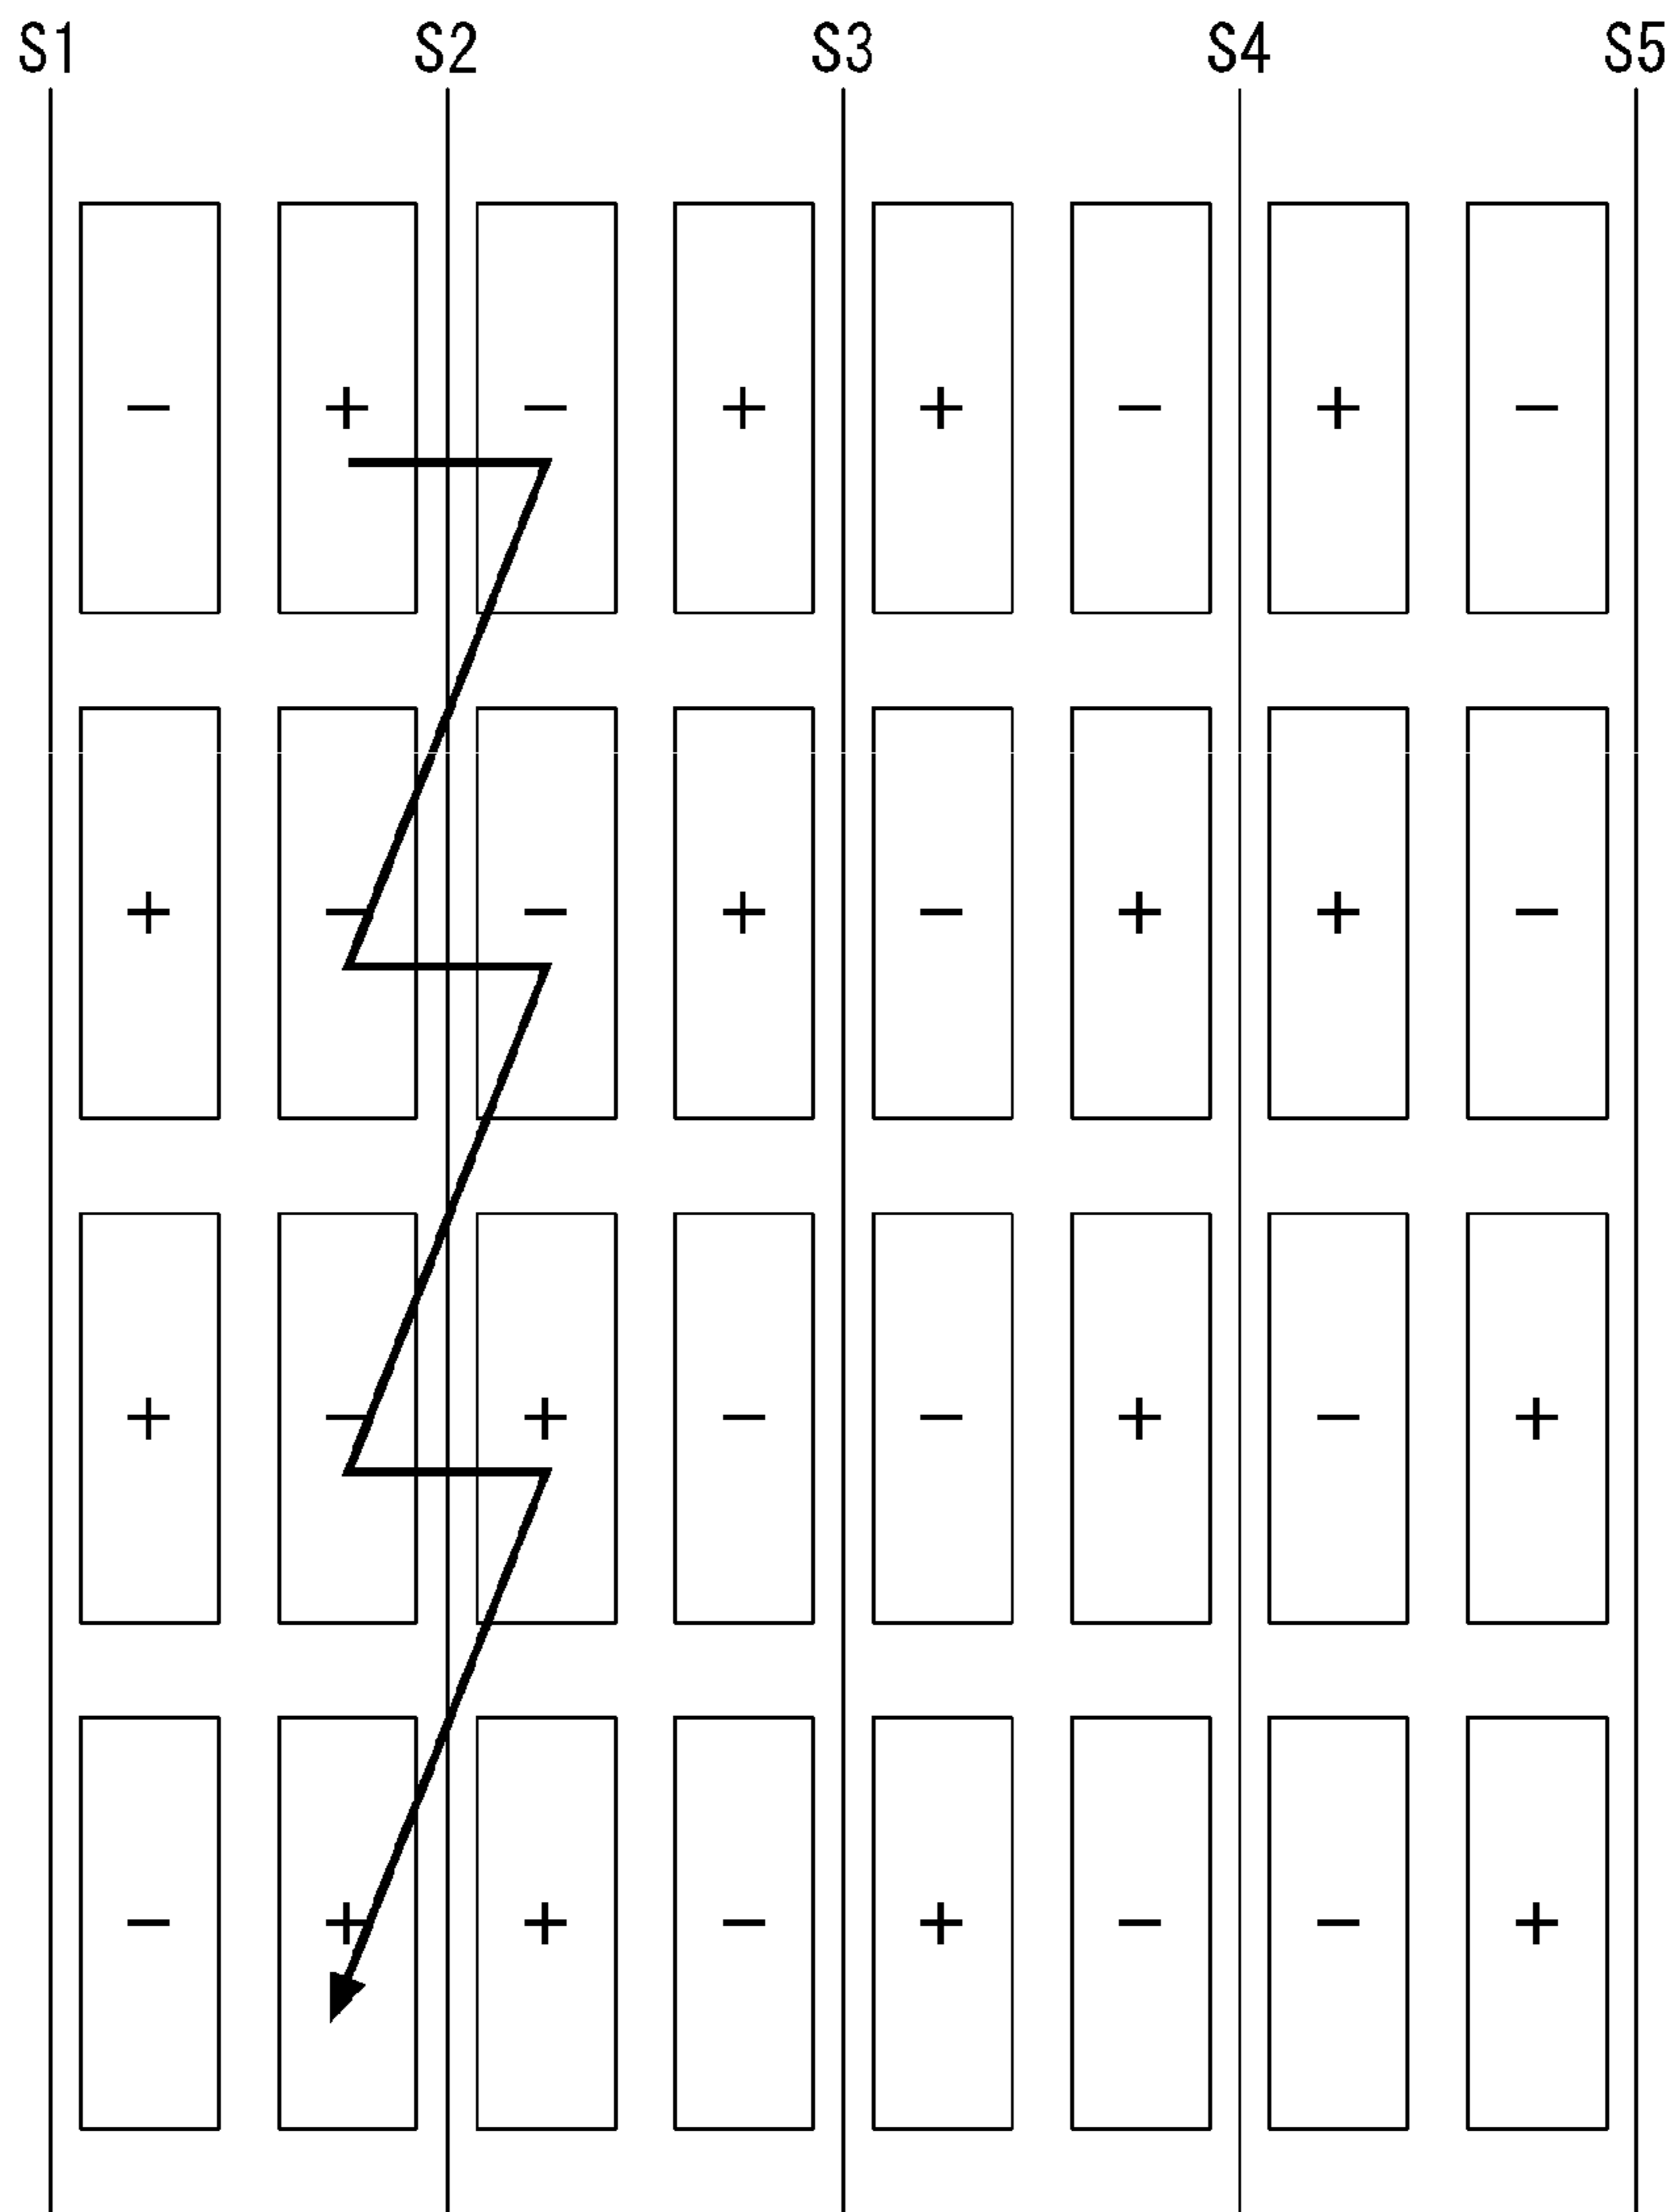 S1 S2 S3 S4 S5
− + − + + − + −
+ − − + − + + −
+ − + − − + − +
− + + − + − − +